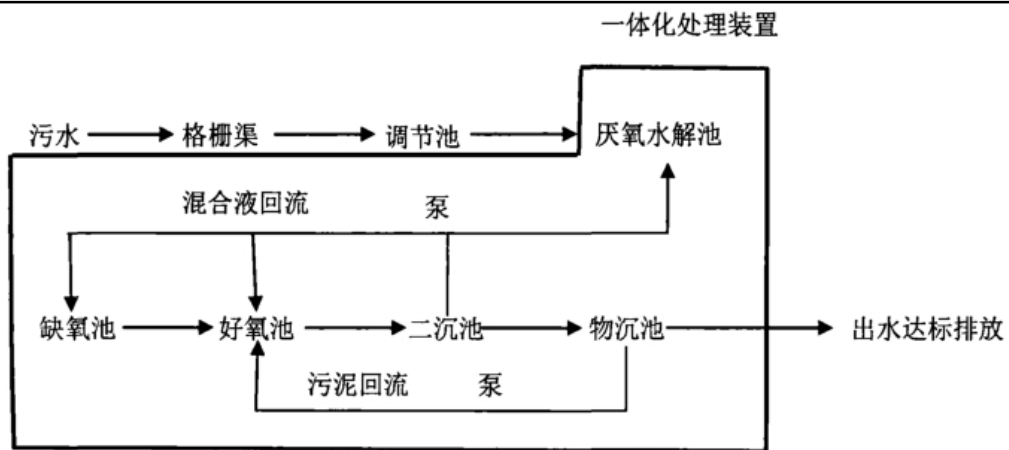 一体化处理装置
污水 格栅渠 调节池 厌氧水解池
混合液回流 泵
缺氧池 好氧池 二沉池 物沉池 出水达标排放
污泥回流 泵